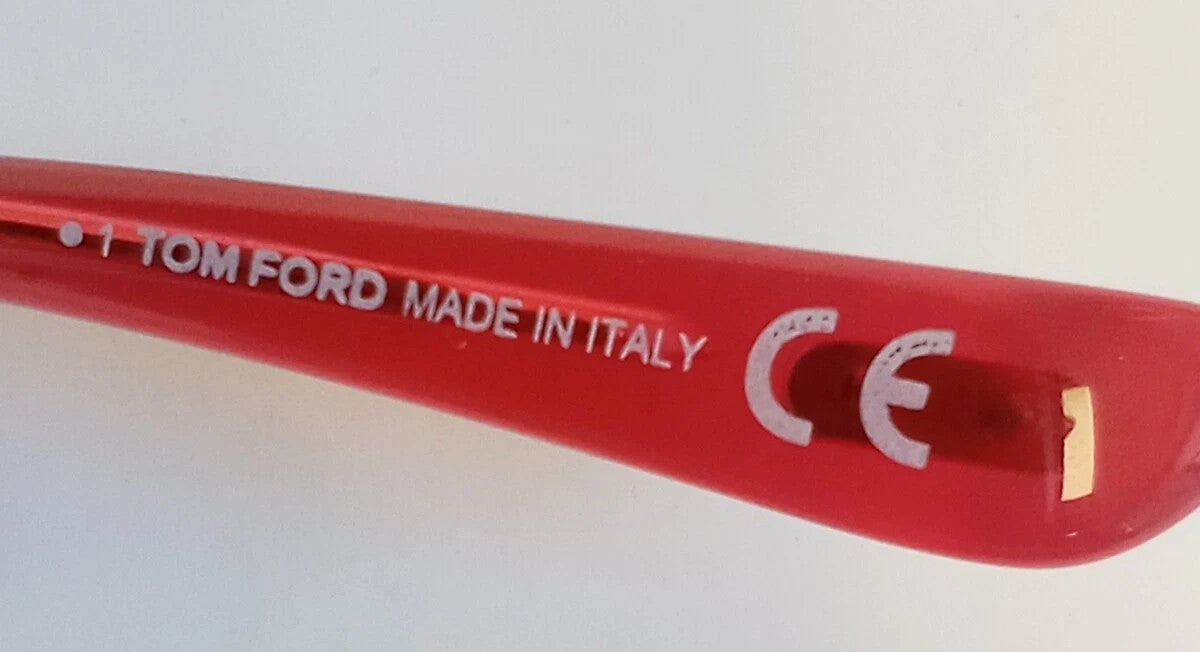 • 1 TOM FORD MADE IN ITALY CE